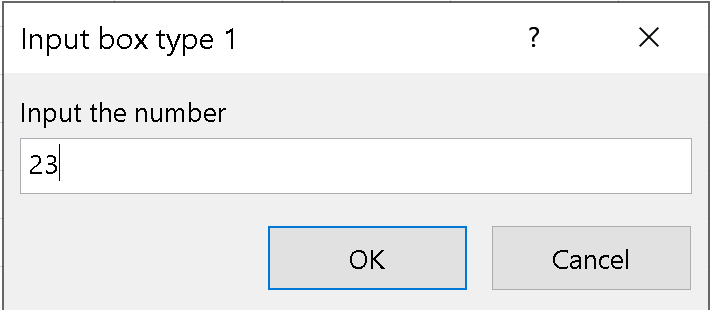 Input box type 1 ?
Input the number
23
OK Cancel